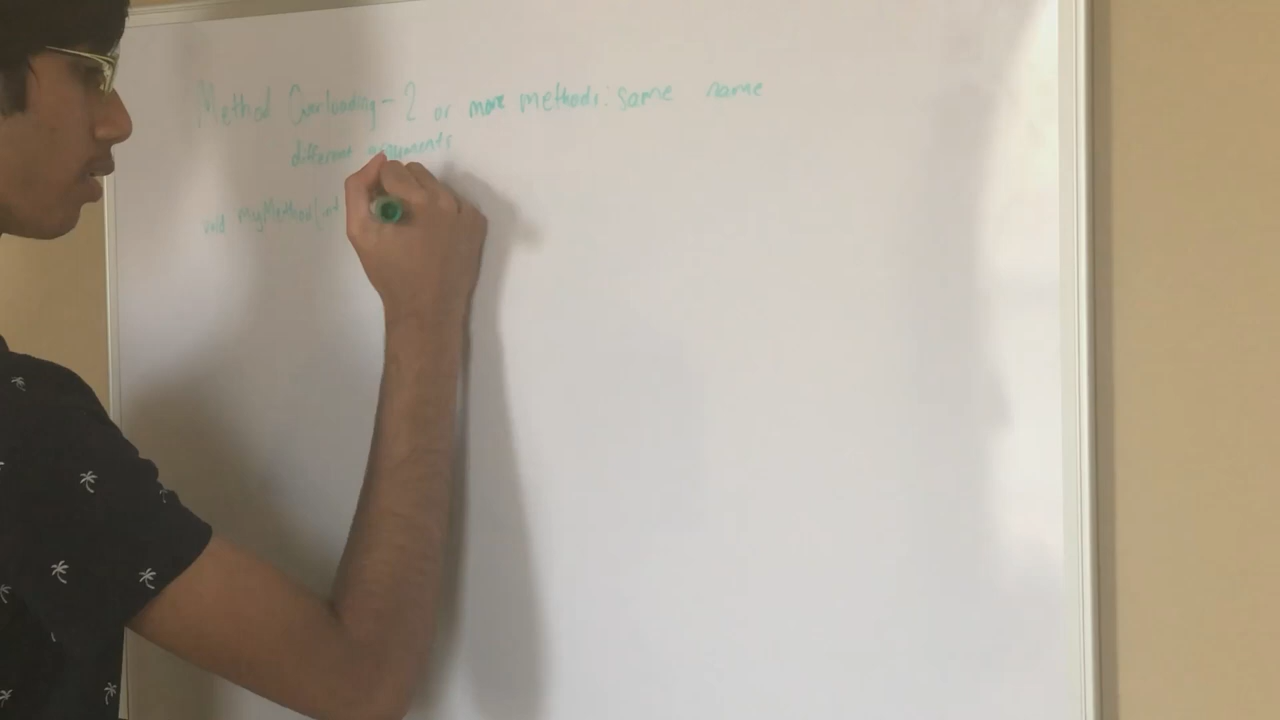 Method Overloading - 2 or more methods: same name
different arguments
void myMethod(int